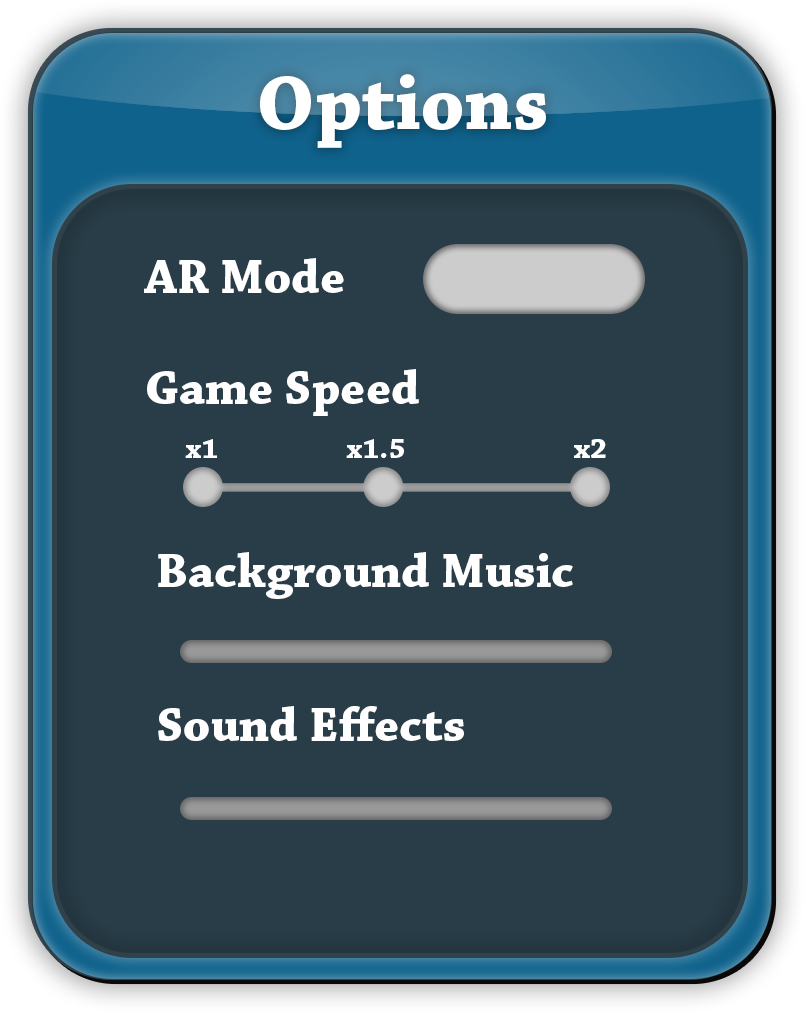 Options
AR Mode
Game Speed
x1 x1.5 x2
Background Music
Sound Effects